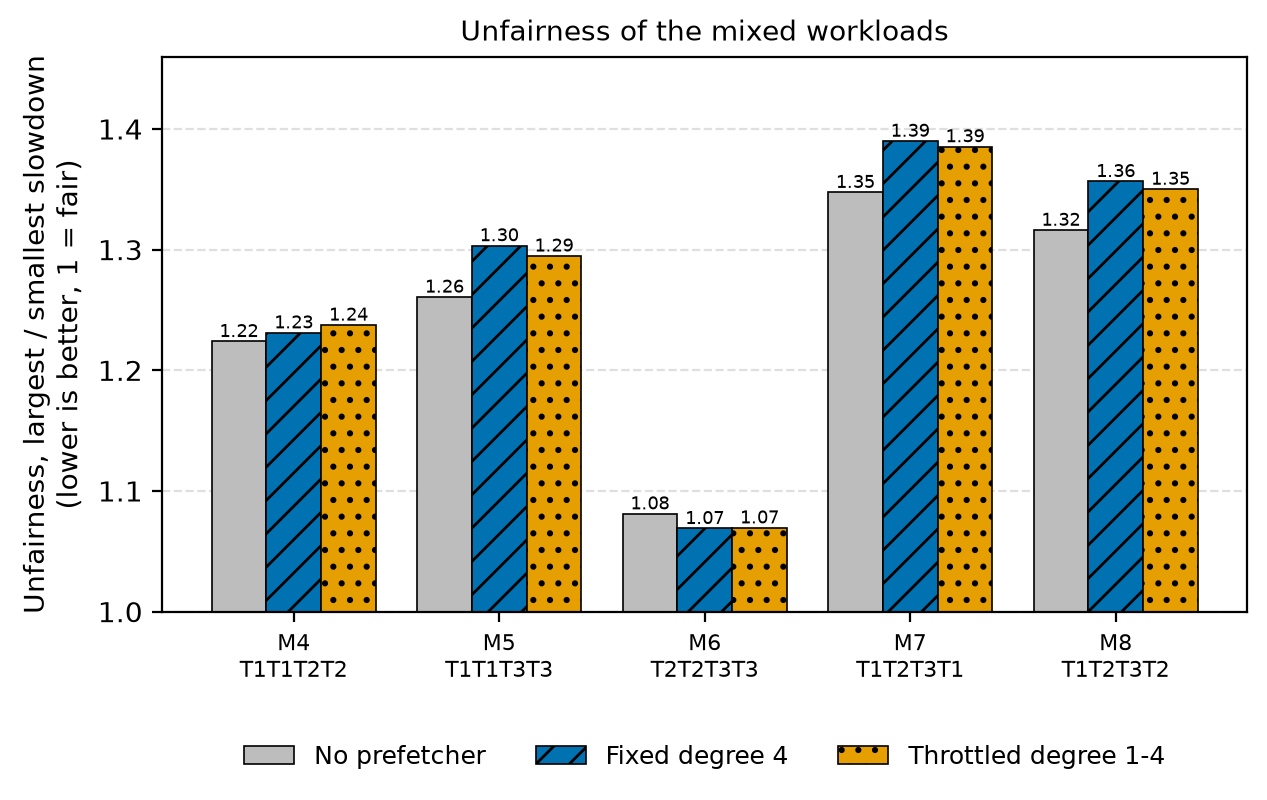 Unfairness of the mixed workloads
Unfairness, largest / smallest slowdown
(lower is better, 1 = fair)
1.4
1.3
1.2
1.1
1.0
1.22 1.23 1.24
1.26 1.30 1.29
1.08 1.07 1.07
1.35 1.39 1.39
1.32 1.36 1.35
M4 M5 M6 M7 M8
T1T1T2T2 T1T1T3T3 T2T2T3T3 T1T2T3T1 T1T2T3T2
No prefetcher Fixed degree 4 Throttled degree 1-4